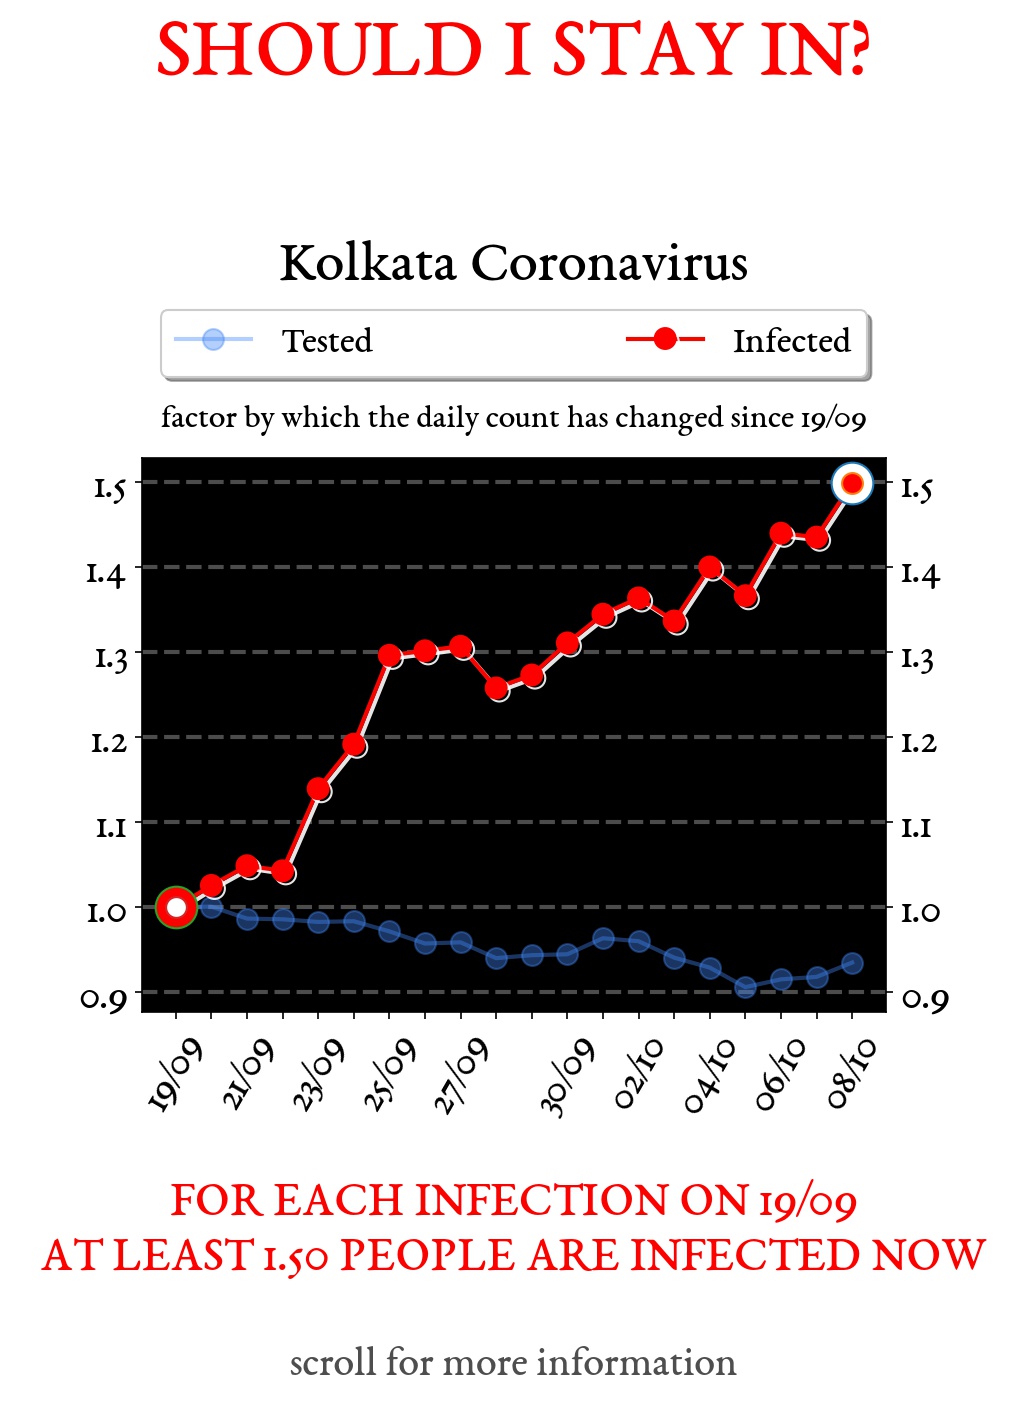 SHOULD I STAY IN?
Kolkata Coronavirus
Tested Infected
factor by which the daily count has changed since 19/09
1.5 1.5
1.4 1.4
1.3 1.3
1.2 1.2
1.1 1.1
1.0 1.0
0.9 0.9
19/09 21/09 23/09 25/09 27/09 30/09 02/10 04/10 06/10 08/10
FOR EACH INFECTION ON 19/09
AT LEAST 1.50 PEOPLE ARE INFECTED NOW
scroll for more information